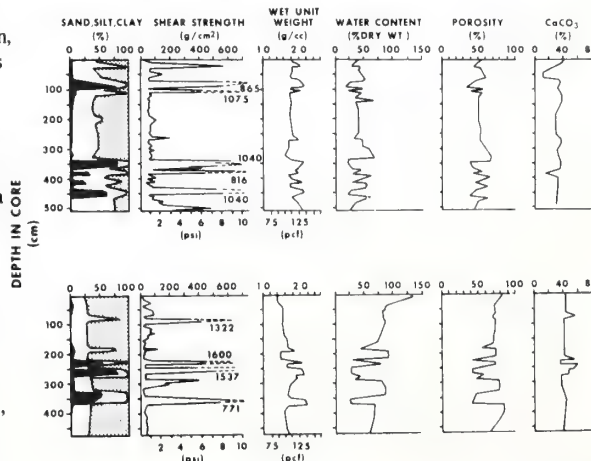 SAND, SILT, CLAY (%) SHEAR STRENGTH (g/cm2) WET UNIT WEIGHT (g/cc) WATER CONTENT (%DRY WT) POROSITY (%) CaCO3 (%)
0 50 100 0 200 400 600 1.0 2.0 0 50 100 150 0 50 100 0 40
100 865
1075
200
300
1040
400 816
1040
500
2 4 6 8 10 75 125
(psi) (pcf)
DEPTH IN CORE (cm)
0 50 100 0 200 400 600 1.0 2.0 0 50 100 150 0 50 100 0 40
100
1322
200
1600
1537
300
771
400
2 4 6 8 10 75 125
(psi) (pcf)